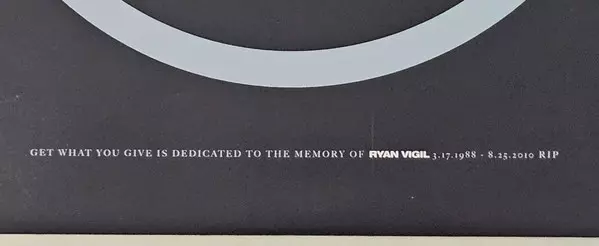 GET WHAT YOU GIVE IS DEDICATED TO THE MEMORY OF RYAN VIGIL 3.17.1988 - 8.25.2010 RIP